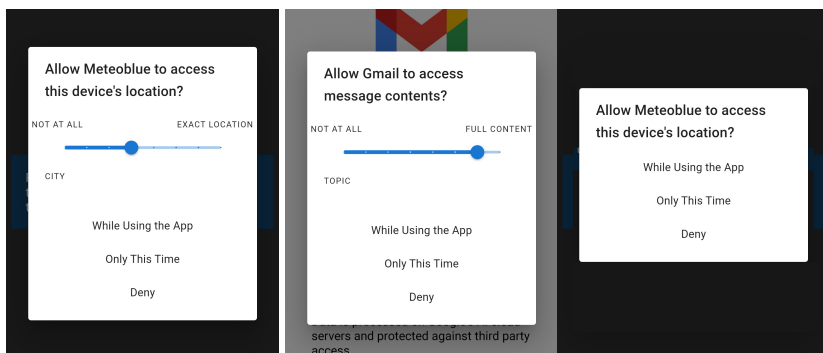 Allow Meteoblue to access
this device's location?
NOT AT ALL
EXACT LOCATION
CITY
While Using the App
Only This Time
Deny
Allow Gmail to access
message contents?
NOT AT ALL
FULL CONTENT
TOPIC
While Using the App
Only This Time
Deny
servers and protected against third party
access
Allow Meteoblue to access
this device's location?
While Using the App
Only This Time
Deny